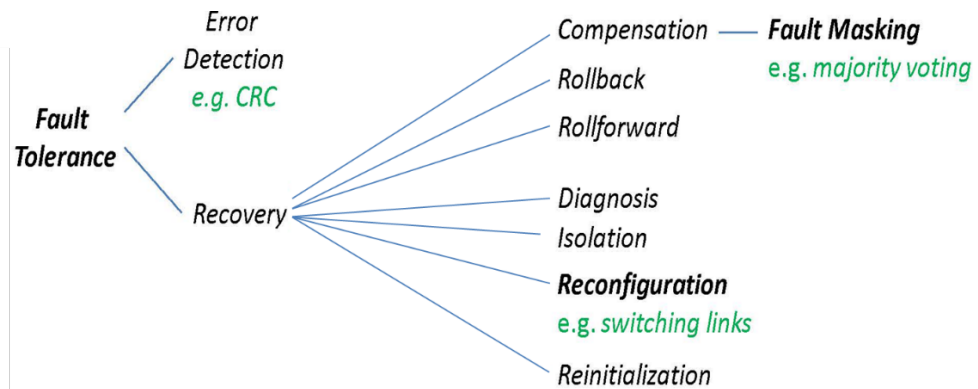 Error
Detection
e.g. CRC
Fault
Tolerance
Recovery
Compensation
Fault Masking
e.g. majority voting
Rollback
Rollforward
Diagnosis
Isolation
Reconfiguration
e.g. switching links
Reinitialization